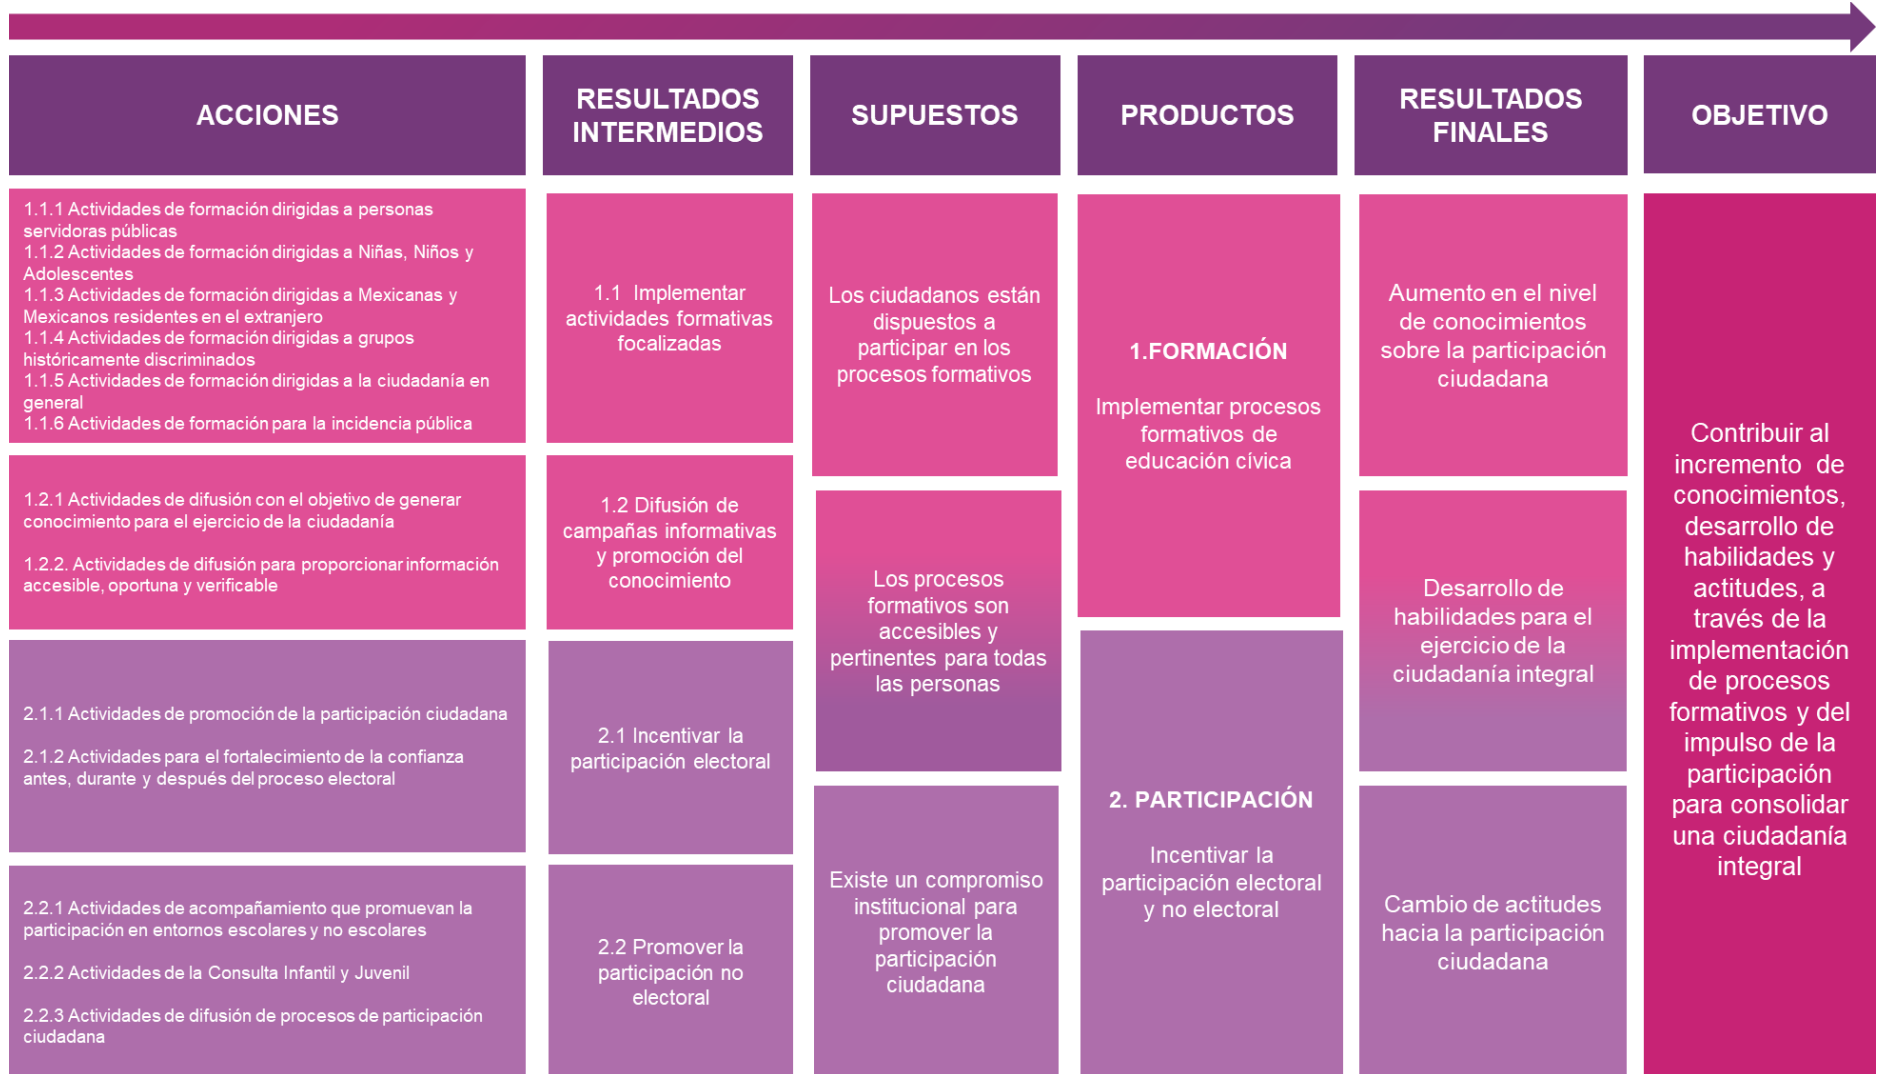 ACCIONES
RESULTADOS
INTERMEDIOS
SUPUESTOS
PRODUCTOS
RESULTADOS
FINALES
OBJETIVO
1.1.1 Actividades de formación dirigidas a personas
servidoras públicas
1.1.2 Actividades de formación dirigidas a Niñas, Niños y
Adolescentes
1.1.3 Actividades de formación dirigidas a Mexicanas y
Mexicanos residentes en el extranjero
1.1.4 Actividades de formación dirigidas a grupos
históricamente discriminados
1.1.5 Actividades de formación dirigidas a la ciudadanía en
general
1.1.6 Actividades de formación para la incidencia pública
1.2.1 Actividades de difusión con el objetivo de generar
conocimiento para el ejercicio de la ciudadanía
1.2.2. Actividades de difusión para proporcionar información
accesible, oportuna y verificable
2.1.1 Actividades de promoción de la participación ciudadana
2.1.2 Actividades para el fortalecimiento de la confianza
antes, durante y después del proceso electoral
2.2.1 Actividades de acompañamiento que promuevan la
participación en entornos escolares y no escolares
2.2.2 Actividades de la Consulta Infantil y Juvenil
2.2.3 Actividades de difusión de procesos de participación
ciudadana
1.1 Implementar
actividades formativas
focalizadas
1.2 Difusión de
campañas informativas
y promoción del
conocimiento
2.1 Incentivar la
participación electoral
2.2 Promover la
participación no
electoral
Los ciudadanos están
dispuestos a
participar en los
procesos formativos
Los procesos
formativos son
accesibles y
pertinentes para todas
las personas
Existe un compromiso
institucional para
promover la
participación
ciudadana
1.FORMACIÓN
Implementar procesos
formativos de
educación cívica
2. PARTICIPACIÓN
Incentivar la
participación electoral
y no electoral
Aumento en el nivel
de conocimientos
sobre la participación
ciudadana
Desarrollo de
habilidades para el
ejercicio de la
ciudadanía integral
Cambio de actitudes
hacia la participación
ciudadana
Contribuir al
incremento de
conocimientos,
desarrollo de
habilidades y
actitudes, a
través de la
implementación
de procesos
formativos y del
impulso de la
participación
para consolidar
una ciudadanía
integral